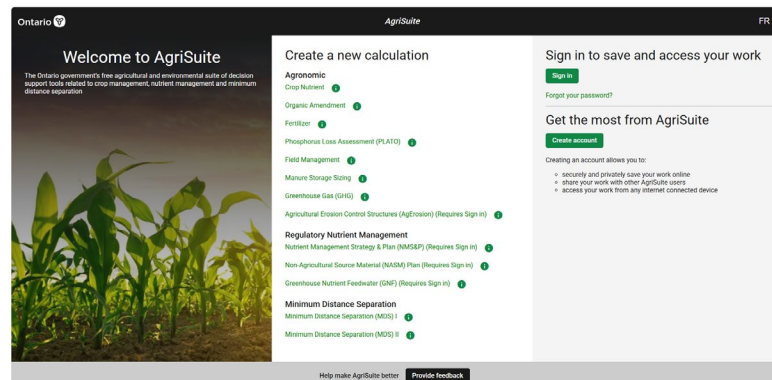 Ontario
AgriSuite
FR
Welcome to AgriSuite
The Ontario government's free agricultural and environmental suite of decision
support tools related to crop management, nutrient management and minimum
distance separation
Create a new calculation
Agronomic
Crop Nutrient
Organic Amendment
Fertilizer
Phosphorus Loss Assessment (PLATO)
Field Management
Manure Storage Sizing
Greenhouse Gas (GHG)
Agricultural Erosion Control Structures (AgErosion) (Requires Sign in)
Regulatory Nutrient Management
Nutrient Management Strategy & Plan (NMS&P) (Requires Sign in)
Non-Agricultural Source Material (NASM) Plan (Requires Sign in)
Greenhouse Nutrient Feedwater (GNF) (Requires Sign in)
Minimum Distance Separation
Minimum Distance Separation (MDS) I
Minimum Distance Separation (MDS) II
Sign in to save and access your work
Sign in
Forgot your password?
Get the most from AgriSuite
Create account
Creating an account allows you to:
securely and privately save your work online
share your work with other AgriSuite users
access your work from any internet connected device
Help make AgriSuite better
Provide feedback